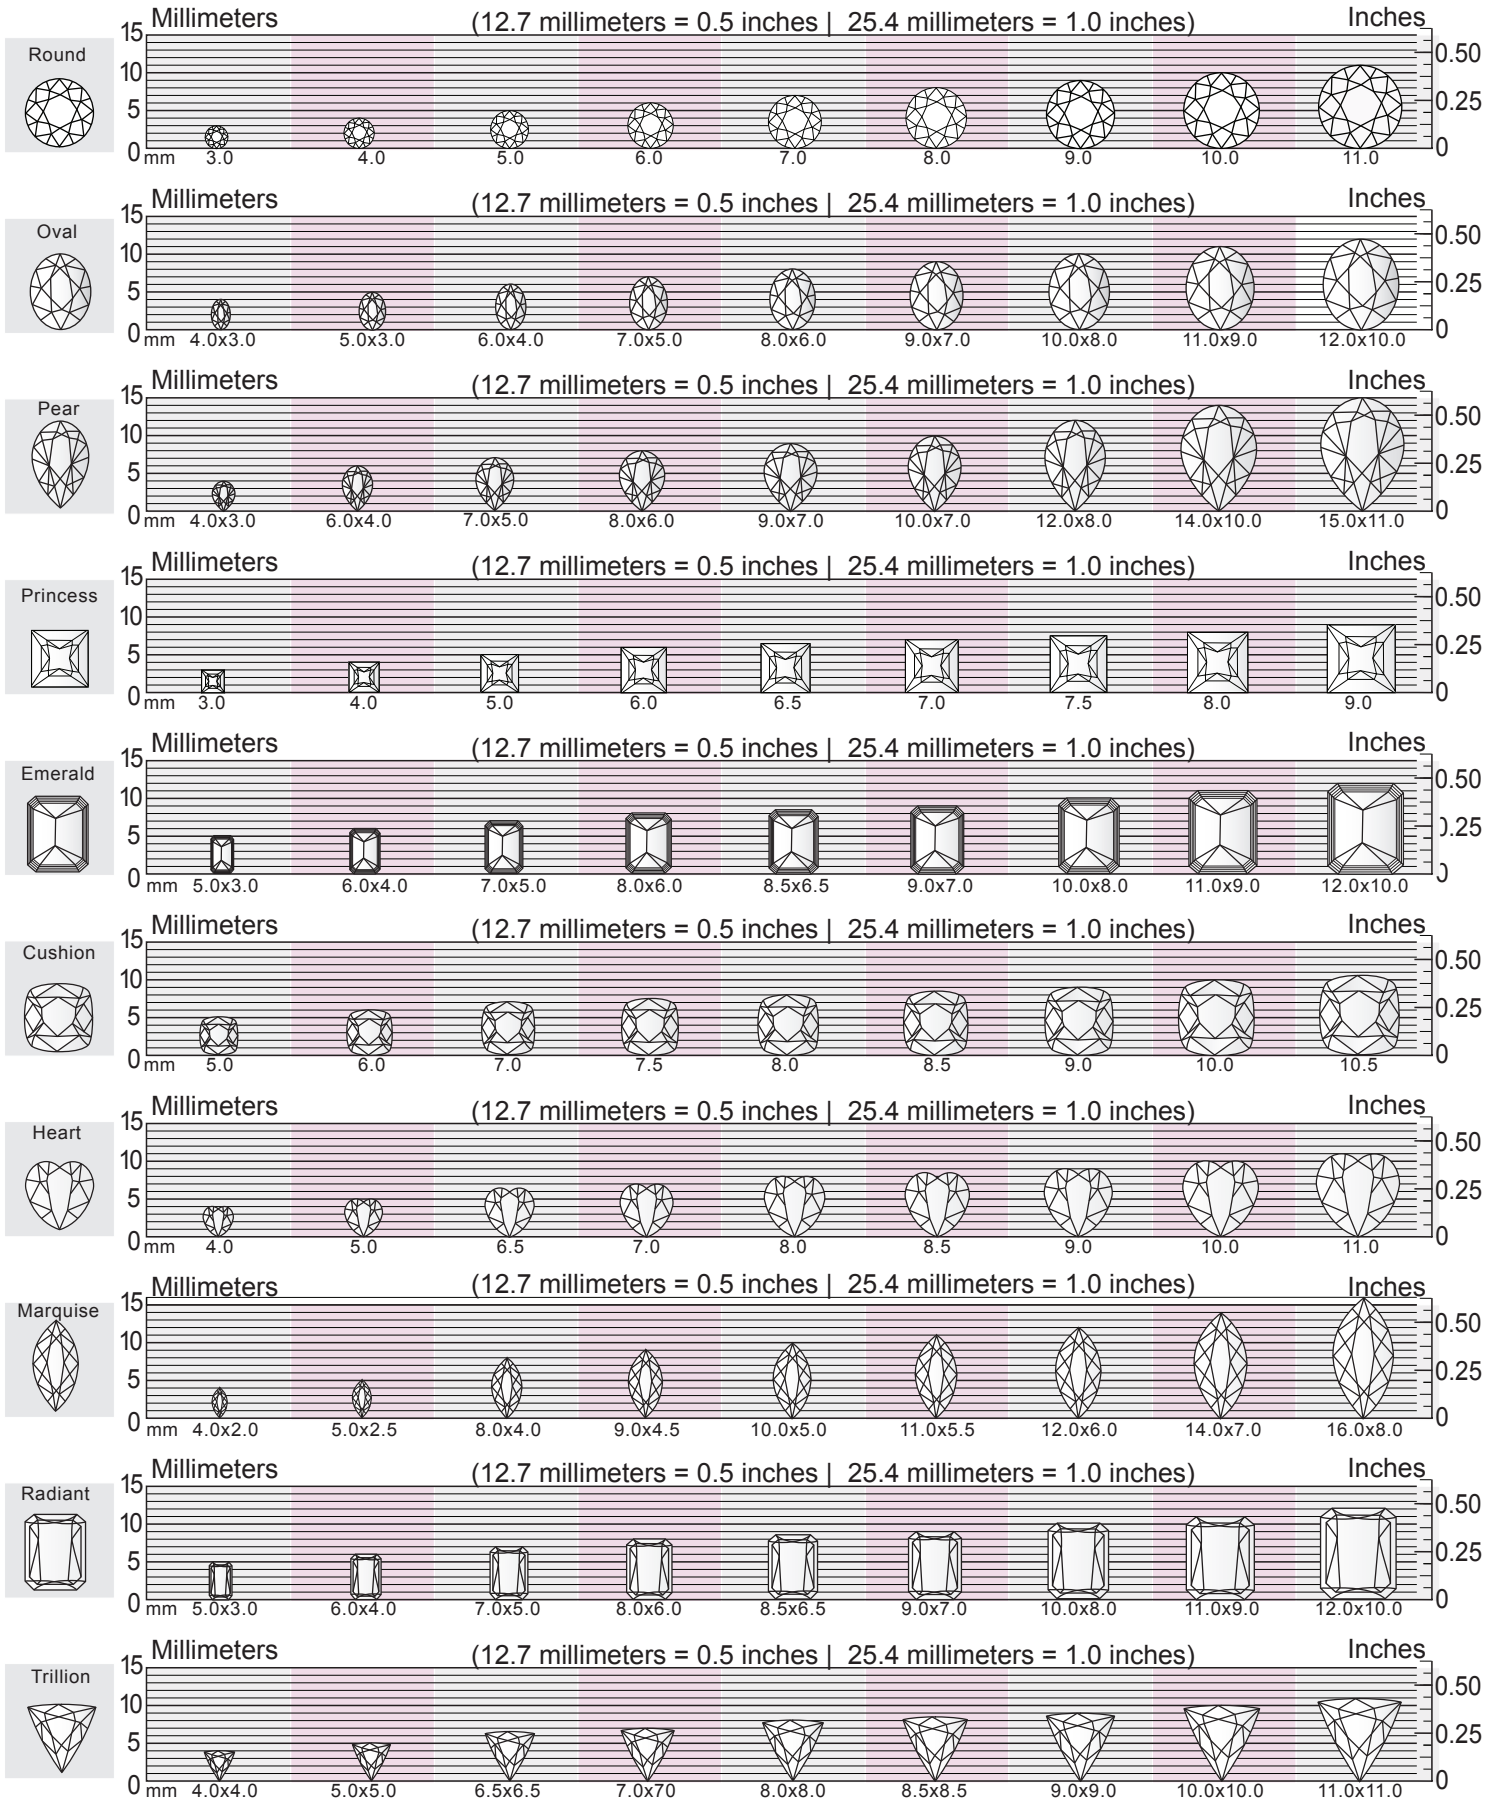 Millimeters (12.7 millimeters = 0.5 inches | 25.4 millimeters = 1.0 inches) Inches
Round
15
10
5
0
0.50
0.25
0
mm 3.0 4.0 5.0 6.0 7.0 8.0 9.0 10.0 11.0
Millimeters (12.7 millimeters = 0.5 inches | 25.4 millimeters = 1.0 inches) Inches
Oval
15
10
5
0
0.50
0.25
0
mm 4.0x3.0 5.0x3.0 6.0x4.0 7.0x5.0 8.0x6.0 9.0x7.0 10.0x8.0 11.0x9.0 12.0x10.0
Millimeters (12.7 millimeters = 0.5 inches | 25.4 millimeters = 1.0 inches) Inches
Pear
15
10
5
0
0.50
0.25
0
mm 4.0x3.0 6.0x4.0 7.0x5.0 8.0x6.0 9.0x7.0 10.0x7.0 12.0x8.0 14.0x10.0 15.0x11.0
Millimeters (12.7 millimeters = 0.5 inches | 25.4 millimeters = 1.0 inches) Inches
Princess
15
10
5
0
0.50
0.25
0
mm 3.0 4.0 5.0 6.0 6.5 7.0 7.5 8.0 9.0
Millimeters (12.7 millimeters = 0.5 inches | 25.4 millimeters = 1.0 inches) Inches
Emerald
15
10
5
0
0.50
0.25
0
mm 5.0x3.0 6.0x4.0 7.0x5.0 8.0x6.0 8.5x6.5 9.0x7.0 10.0x8.0 11.0x9.0 12.0x10.0
Millimeters (12.7 millimeters = 0.5 inches | 25.4 millimeters = 1.0 inches) Inches
Cushion
15
10
5
0
0.50
0.25
0
mm 5.0 6.0 7.0 7.5 8.0 8.5 9.0 10.0 10.5
Millimeters (12.7 millimeters = 0.5 inches | 25.4 millimeters = 1.0 inches) Inches
Heart
15
10
5
0
0.50
0.25
0
mm 4.0 5.0 6.5 7.0 8.0 8.5 9.0 10.0 11.0
Millimeters (12.7 millimeters = 0.5 inches | 25.4 millimeters = 1.0 inches) Inches
Marquise
15
10
5
0
0.50
0.25
0
mm 4.0x2.0 5.0x2.5 8.0x4.0 9.0x4.5 10.0x5.0 11.0x5.5 12.0x6.0 14.0x7.0 16.0x8.0
Millimeters (12.7 millimeters = 0.5 inches | 25.4 millimeters = 1.0 inches) Inches
Radiant
15
10
5
0
0.50
0.25
0
mm 5.0x3.0 6.0x4.0 7.0x5.0 8.0x6.0 8.5x6.5 9.0x7.0 10.0x8.0 11.0x9.0 12.0x10.0
Millimeters (12.7 millimeters = 0.5 inches | 25.4 millimeters = 1.0 inches) Inches
Trillion
15
10
5
0
0.50
0.25
0
mm 4.0x4.0 5.0x5.0 6.5x6.5 7.0x70 8.0x8.0 8.5x8.5 9.0x9.0 10.0x10.0 11.0x11.0